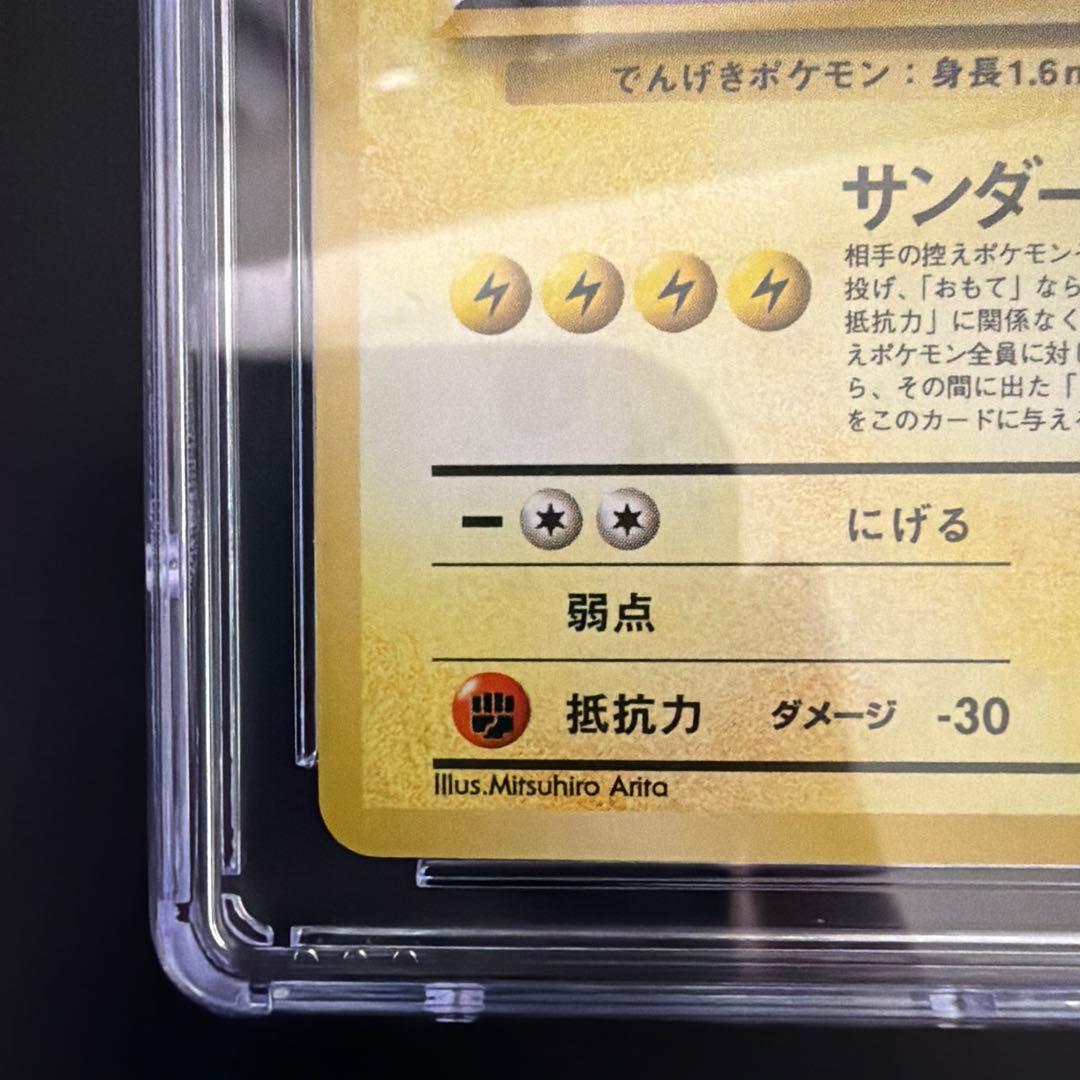 でんげきポケモン：身長1.6m
サンダー
相手の控えポケモン
投げ、「おもて」なら
抵抗力」に関係なく
えポケモン全員に対し
ら、その間に出た「
をこのカードに与え
にげる
弱点
抵抗力 ダメージ -30
Illus.Mitsuhiro Arita